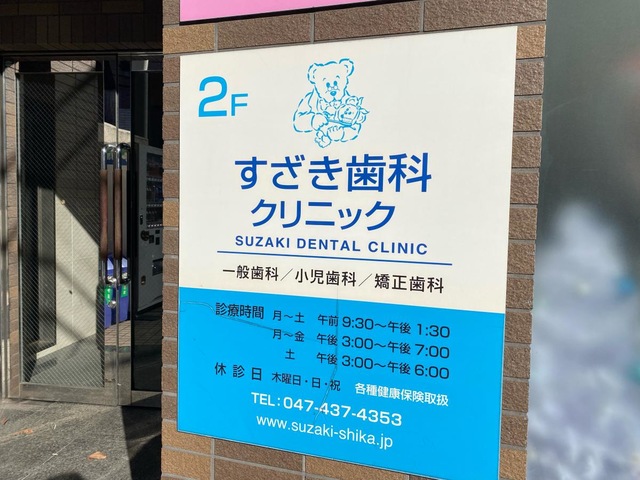 2F
すざき歯科
クリニック
SUZAKI DENTAL CLINIC
一般歯科／小児歯科／矯正歯科
診療時間 月〜土 午前 9:30〜午後 1:30
月〜金 午後 3:00〜午後 7:00
土 午後 3:00〜午後 6:00
休診日 木曜日・日・祝 各種健康保険取扱
TEL：047-437-4353
www.suzaki-shika.jp